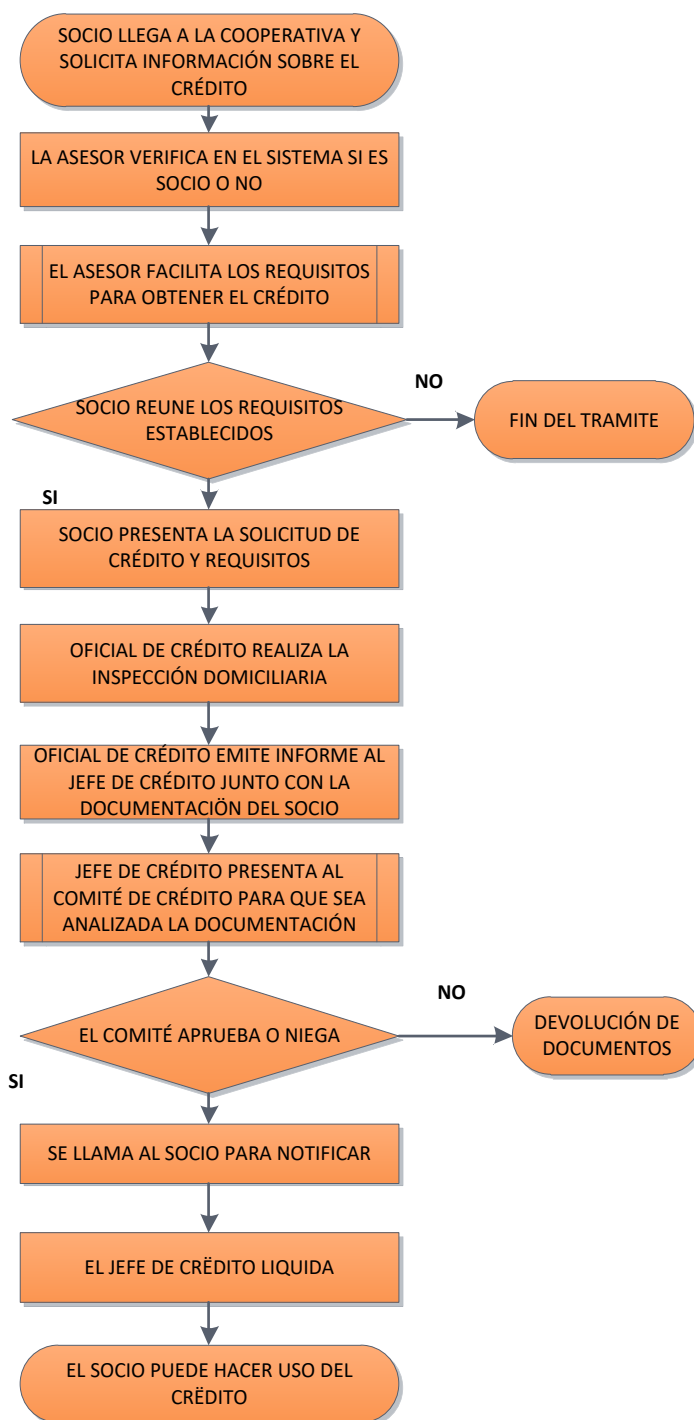 SOCIO LLEGA A LA COOPERATIVA Y
SOLICITA INFORMACIÓN SOBRE EL
CRÉDITO
LA ASESOR VERIFICA EN EL SISTEMA SI ES
SOCIO O NO
EL ASESOR FACILITA LOS REQUISITOS
PARA OBTENER EL CRÉDITO
SOCIO REUNE LOS REQUISITOS
ESTABLECIDOS
NO
FIN DEL TRAMITE
SI
SOCIO PRESENTA LA SOLICITUD DE
CRÉDITO Y REQUISITOS
OFICIAL DE CRÉDITO REALIZA LA
INSPECCIÓN DOMICILIARIA
OFICIAL DE CRÉDITO EMITE INFORME AL
JEFE DE CRÉDITO JUNTO CON LA
DOCUMENTACIÖN DEL SOCIO
JEFE DE CRÉDITO PRESENTA AL
COMITÉ DE CRÉDITO PARA QUE SEA
ANALIZADA LA DOCUMENTACIÓN
EL COMITÉ APRUEBA O NIEGA
NO
DEVOLUCIÓN DE
DOCUMENTOS
SI
SE LLAMA AL SOCIO PARA NOTIFICAR
EL JEFE DE CRËDITO LIQUIDA
EL SOCIO PUEDE HACER USO DEL
CRËDITO